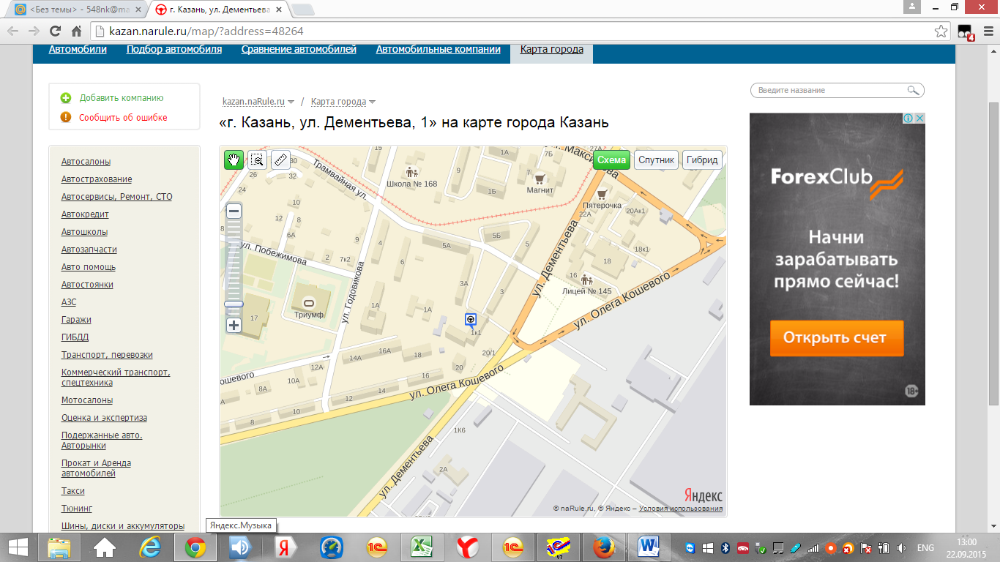 <Без темы> - 548nk@ma
г. Казань, ул. Дементьева
kazan.narule.ru/map/?address=48264
4
Автомобили
Подбор автомобиля
Сравнение автомобилей
Автомобильные компании
Карта города
Добавить компанию
Сообщить об ошибке
kazan.naRule.ru / Карта города
«г. Казань, ул. Дементьева, 1» на карте города Казань
Введите название
Автосалоны
Автострахование
Автосервисы, Ремонт, СТО
Автокредит
Автошколы
Автозапчасти
Авто помощь
Автостоянки
АЗС
Гаражи
ГИБДД
Транспорт, перевозки
Коммерческий транспорт,
спецтехника
Мотосалоны
Оценка и экспертиза
Подержанные авто.
Авторынки
Прокат и Аренда
автомобилей
Такси
Тюнинг
Шины, диски и аккумуляторы
Схема
Спутник
Гибрид
15
1А
7Б
27А
30
26
32
24
Трамвайная ул.
Школа № 168
9
1Б
7
Магнит
Пятерочка
22А
20Ак1
10
12
8
6А
9
4
6
5А
5Б
5
ул. Побежимова
2
7к2
ул. Годовикова
3А
3
ул. Дементьева
18к1
18
16
Лицей № 145
ул. Олега Кошевого
Триумф
17
1А
1А
1к1
20/1
16А
14А
18
12А
20
16
Кошевого
8А
10А
14
12
10
8
ул. Олега Кошевого
1К6
2А
ул. Дементьева
Яндекс
© naRule.ru, © Яндекс – Условия использования
ForexClub
Начни
зарабатывать
прямо сейчас!
Открыть счет
18+
Яндекс.Музыка
ENG
13:00
22.09.2015